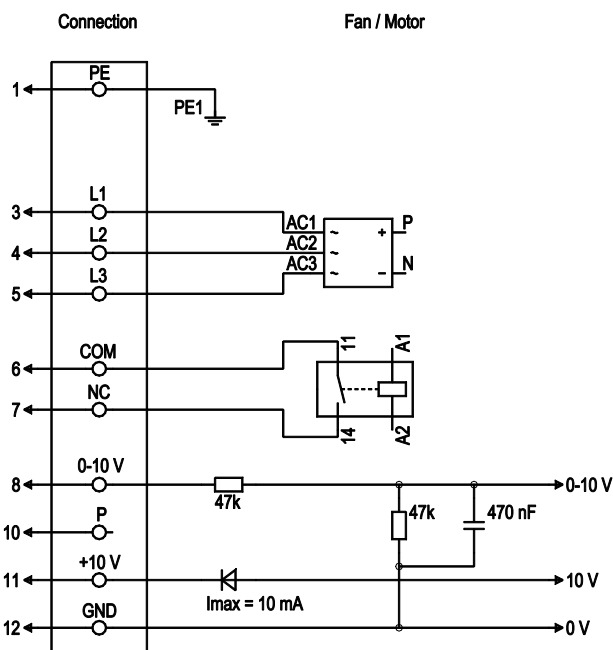 Connection Fan / Motor
PE
1
PE1
L1
3
AC1
P
~ +
L2
4
AC2
~
AC3
N
~ −
L3
5
11
A1
COM
6
NC
7
14
A2
0-10 V
8
0-10 V
47k
47k
470 nF
P
10
+10 V
11
10 V
Imax = 10 mA
GND
12
0 V